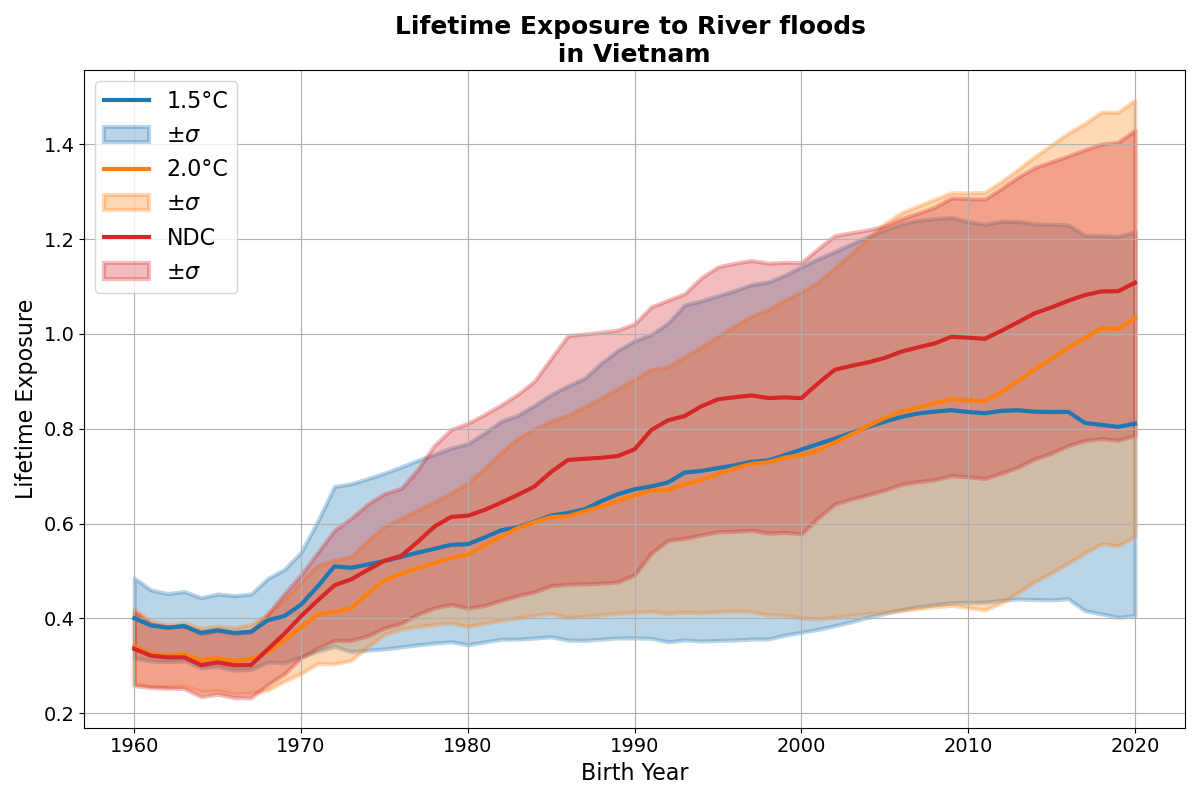 Lifetime Exposure to River floods
in Vietnam
1.5°C
±σ
2.0°C
±σ
NDC
±σ
Lifetime Exposure
1.4
1.2
1.0
0.8
0.6
0.4
0.2
1960 1970 1980 1990 2000 2010 2020
Birth Year